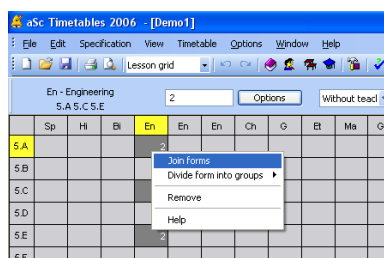 aSc Timetables 2006 - [Demo1]
File Edit Specification View Timetable Options Window Help
Lesson grid
En - Engineering
5.A 5.C 5.E
2
Options
Without teacl
Sp Hi Bi En En En Ch G Et Ma G
5.A 2
Join forms
5.B
Divide form into groups
5.C
Remove
5.D
Help
5.E 2
5.F